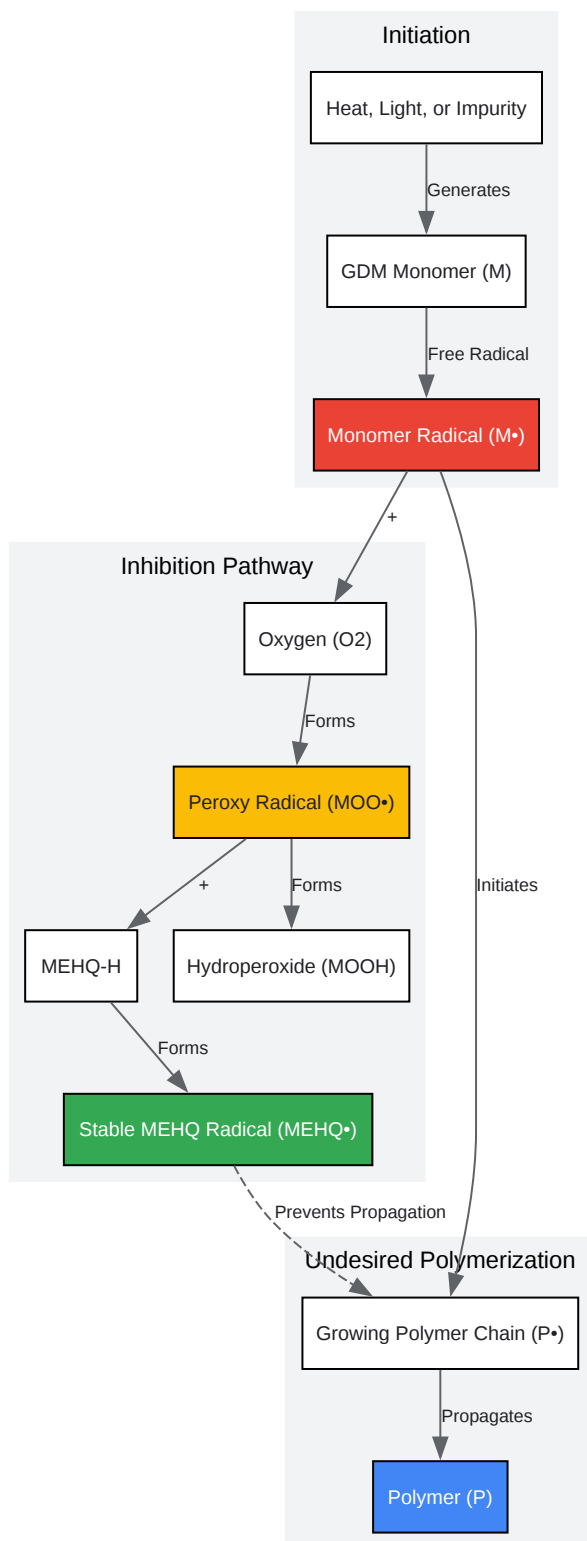 Initiation
Heat, Light, or Impurity
Generates
GDM Monomer (M)
Free Radical
Monomer Radical (M•)
+
Inhibition Pathway
Oxygen (O2)
Forms
Peroxy Radical (MOO•)
+
Forms
Initiates
MEHQ-H
Hydroperoxide (MOOH)
Forms
Stable MEHQ Radical (MEHQ•)
Prevents Propagation
Undesired Polymerization
Growing Polymer Chain (P•)
Propagates
Polymer (P)